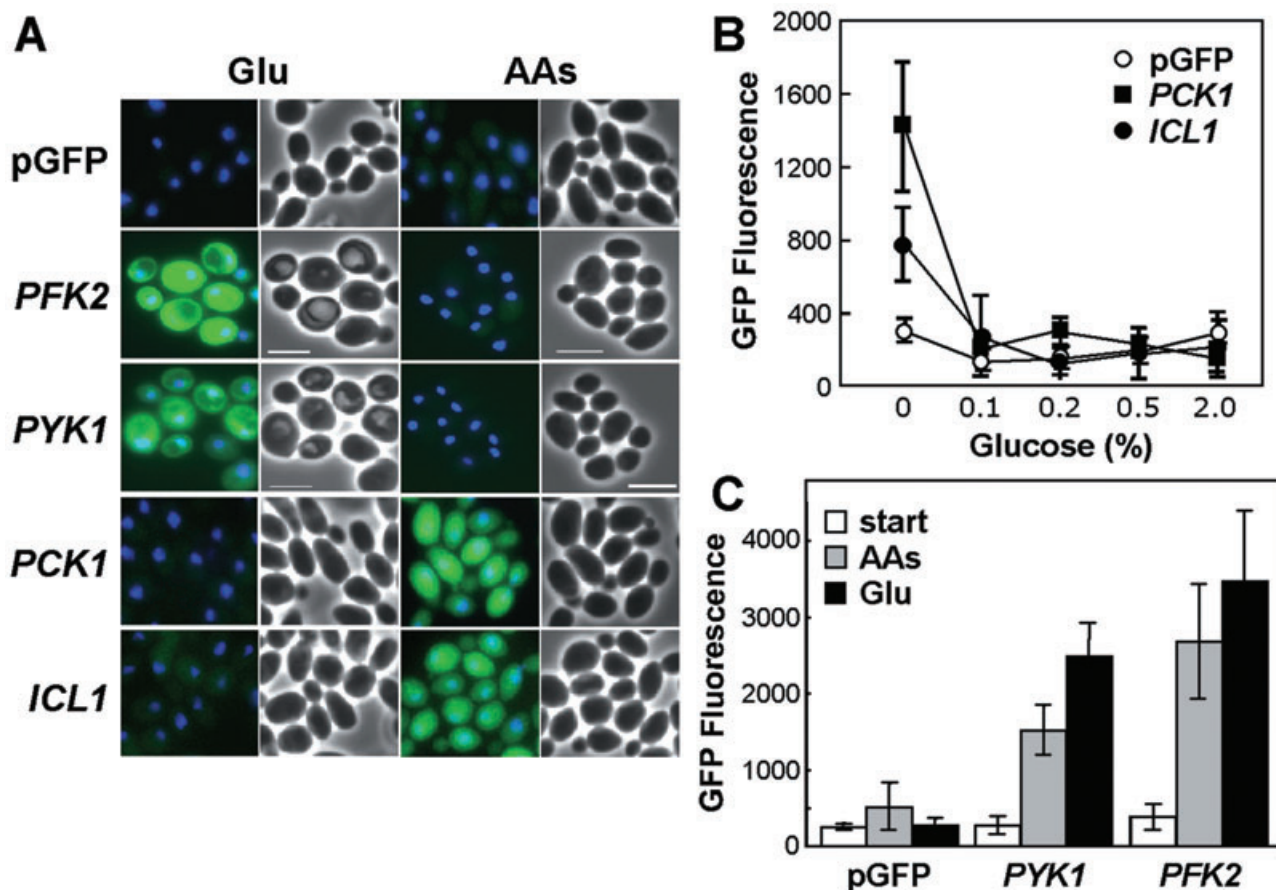 A
Glu AAs
pGFP
PFK2
PYK1
PCK1
ICL1
B
GFP Fluorescence
2000
1600
1200
800
400
0
pGFP
PCK1
ICL1
0 0.1 0.2 0.5 2.0
Glucose (%)
C
GFP Fluorescence
4000
3000
2000
1000
0
start
AAs
Glu
pGFP PYK1 PFK2